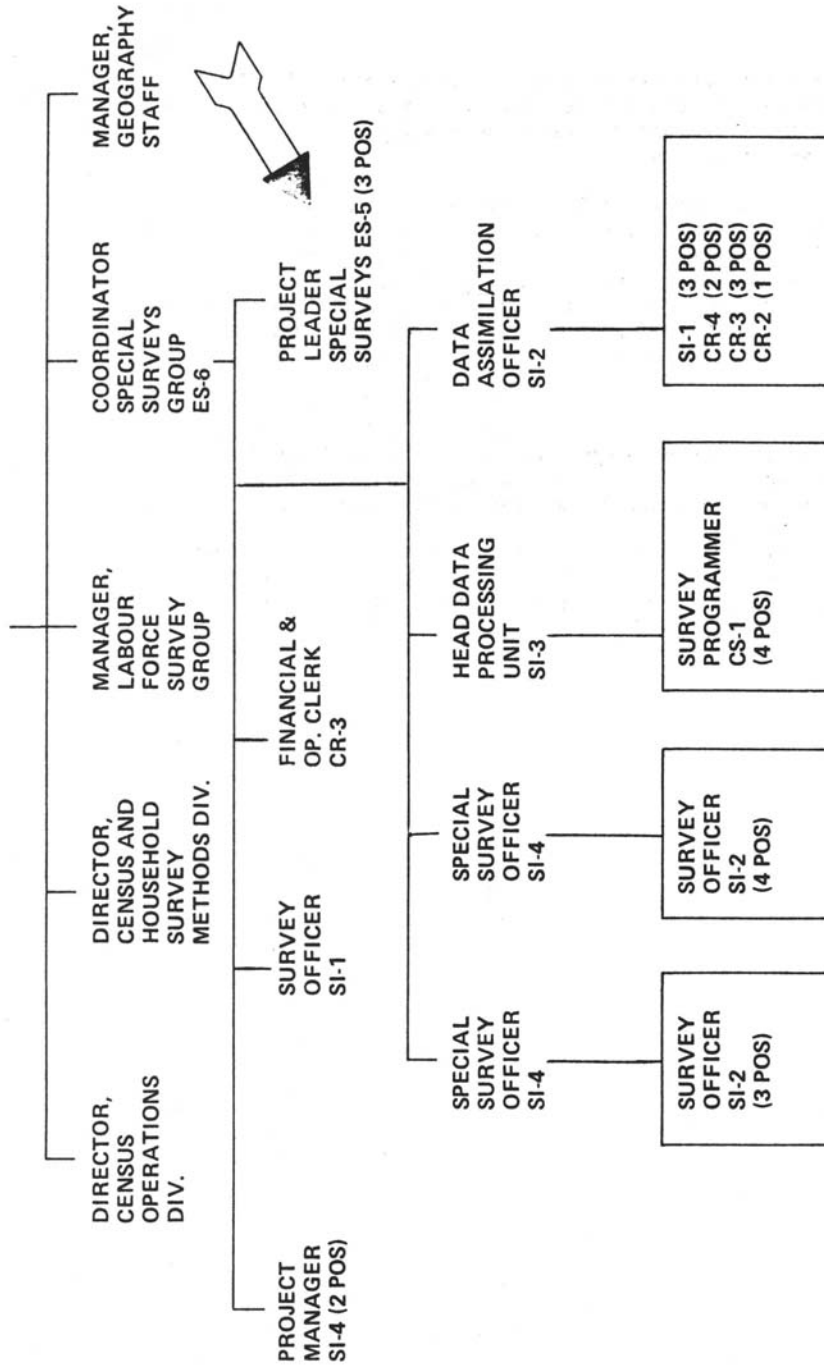 DIRECTOR,
CENSUS
OPERATIONS
DIV.
DIRECTOR,
CENSUS AND
HOUSEHOLD
SURVEY
METHODS DIV.
MANAGER,
LABOUR
FORCE
SURVEY
GROUP
COORDINATOR
SPECIAL
SURVEYS
GROUP
ES-6
MANAGER,
GEOGRAPHY
STAFF
PROJECT
MANAGER
SI-4 (2 POS)
SURVEY
OFFICER
SI-1
FINANCIAL &
OP. CLERK
CR-3
PROJECT
LEADER
SPECIAL
SURVEYS ES-5 (3 POS)
SPECIAL
SURVEY
OFFICER
SI-4
SPECIAL
SURVEY
OFFICER
SI-4
HEAD DATA
PROCESSING
UNIT
SI-3
DATA
ASSIMILATION
OFFICER
SI-2
SURVEY
OFFICER
SI-2
(3 POS)
SURVEY
OFFICER
SI-2
(4 POS)
SURVEY
PROGRAMMER
CS-1
(4 POS)
SI-1 (3 POS)
CR-4 (2 POS)
CR-3 (3 POS)
CR-2 (1 POS)